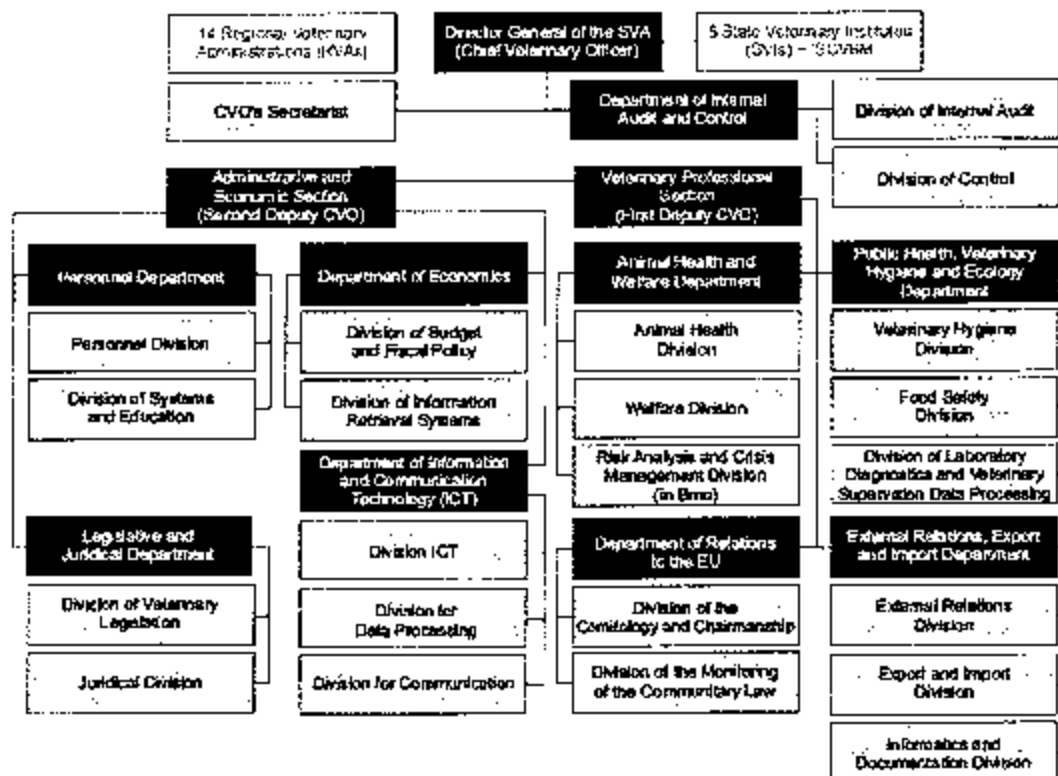 14 Regional Veterinary
Administrations (RVAs)
Director General of the SVA
(Chief Veterinary Officer)
5 State Veterinary Institutes
(SVIs) –
CVO's Secretariat
Department of Internal
Audit and Control
Division of Internal Audit
Division of Control
Administrative and
Economic Section
(Second Deputy CVO)
Veterinary Professional
Section
(First Deputy CVO)
Personnel Department
Department of Economics
Animal Health and
Welfare Department
Public Health, Veterinary
Hygiene and Ecology
Department
Personnel Division
Division of Budget
and Fiscal Policy
Animal Health
Division
Veterinary Hygiene
Division
Division of Systems
and Education
Division of Information
Retrieval Systems
Welfare Division
Food Safety
Division
Department of Information
and Communication
Technology (ICT)
Risk Analysis and Crisis
Management Division
(in Brno)
Division of Laboratory
Diagnostics and Veterinary
Supervision Data Processing
Legislative and
Juridical Department
Division ICT
Department of Relations
to the EU
External Relations, Export
and Import Department
Division of Veterinary
Legislation
Division for
Data Processing
Division of the
Comitology and Chairmanship
External Relations
Division
Juridical Division
Division for Communication
Division of the Monitoring
of the Communitary Law
Export and Import
Division
Informatics and
Documentation Division